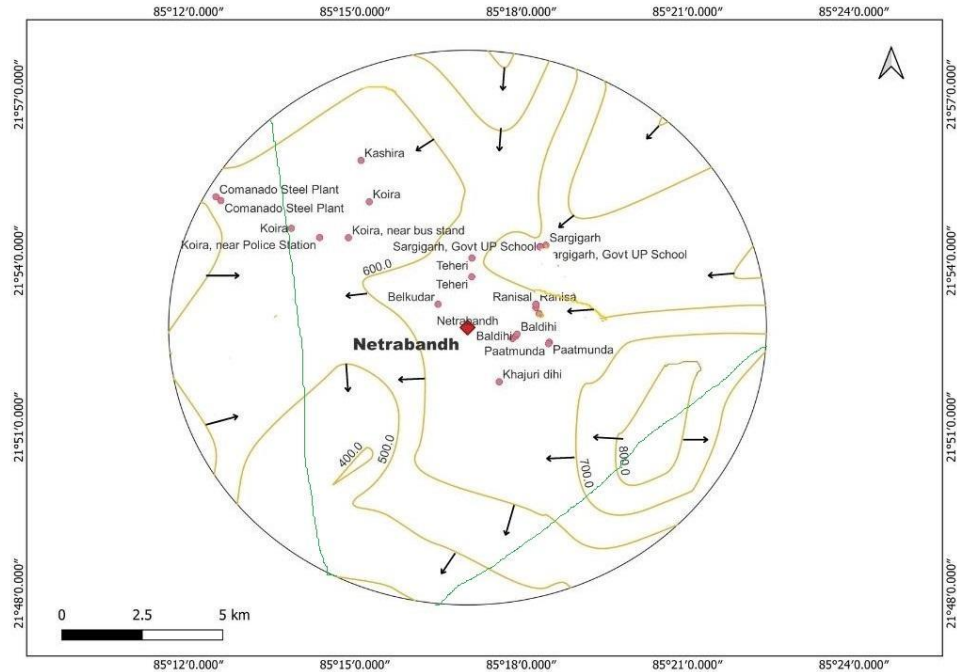 85°12′0.000″ 85°15′0.000″ 85°18′0.000″ 85°21′0.000″ 85°24′0.000″
21°57′0.000″ 21°57′0.000″
Kashira
Comanado Steel Plant
Koira
Comanado Steel Plant
Koira
Koira, near bus stand
Sargigarh
Koira, near Police Station
Sargigarh, Govt UP School
argigarh, Govt UP School
21°54′0.000″ 21°54′0.000″
600.0
Teheri
Teheri
Belkudar
Ranisal
Ranisa
Netrabandh
Baldihi
Baldihi
Netrabandh
Paatmunda
Paatmunda
Khajuri dihi
21°51′0.000″ 21°51′0.000″
400.0
500.0
700.0
800.0
21°48′0.000″ 21°48′0.000″
0 2.5 5 km
85°12′0.000″ 85°15′0.000″ 85°18′0.000″ 85°21′0.000″ 85°24′0.000″